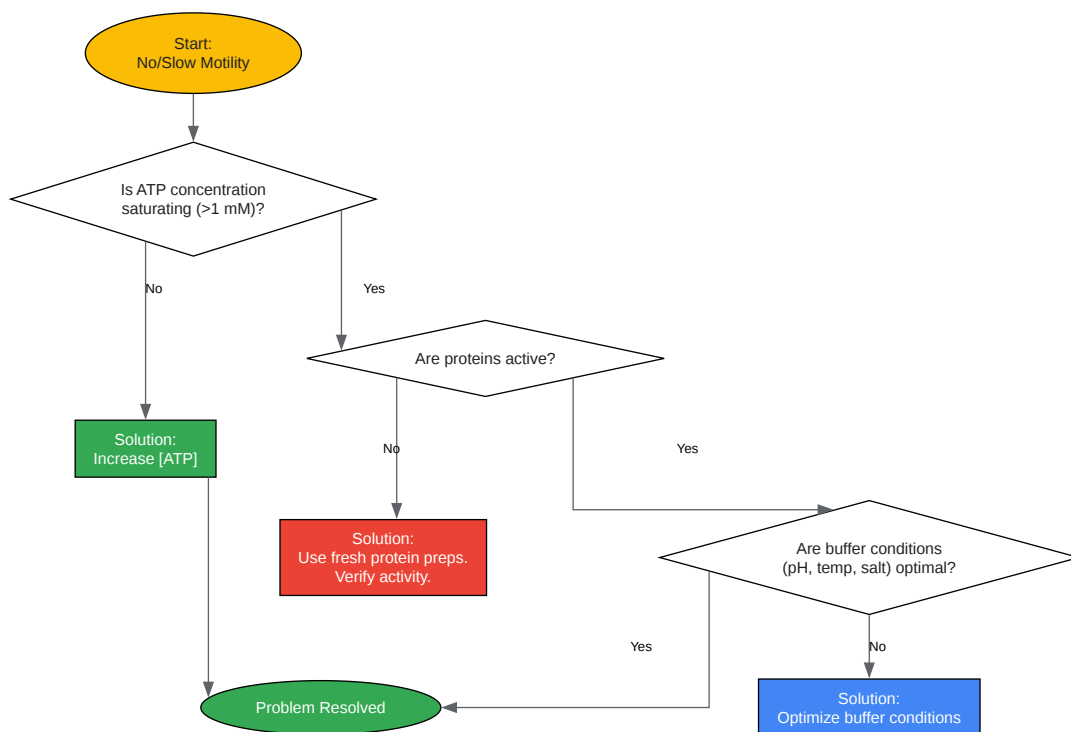 Start:
No/Slow Motility
Is ATP concentration
saturating (>1 mM)?
No
Yes
Are proteins active?
Solution:
Increase [ATP]
No
Yes
Solution:
Use fresh protein preps.
Verify activity.
Are buffer conditions
(pH, temp, salt) optimal?
Yes
No
Problem Resolved
Solution:
Optimize buffer conditions